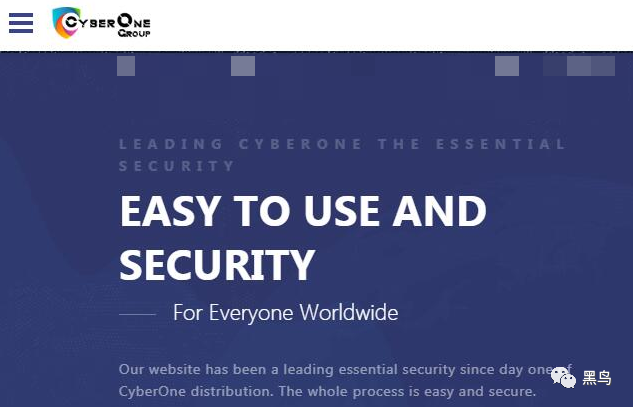 CYBERONE
GROUP
LEADING CYBERONE THE ESSENTIAL
SECURITY
EASY TO USE AND
SECURITY
For Everyone Worldwide
Our website has been a leading essential security since day one of
CyberOne distribution. The whole process is easy and secure.
黑鸟